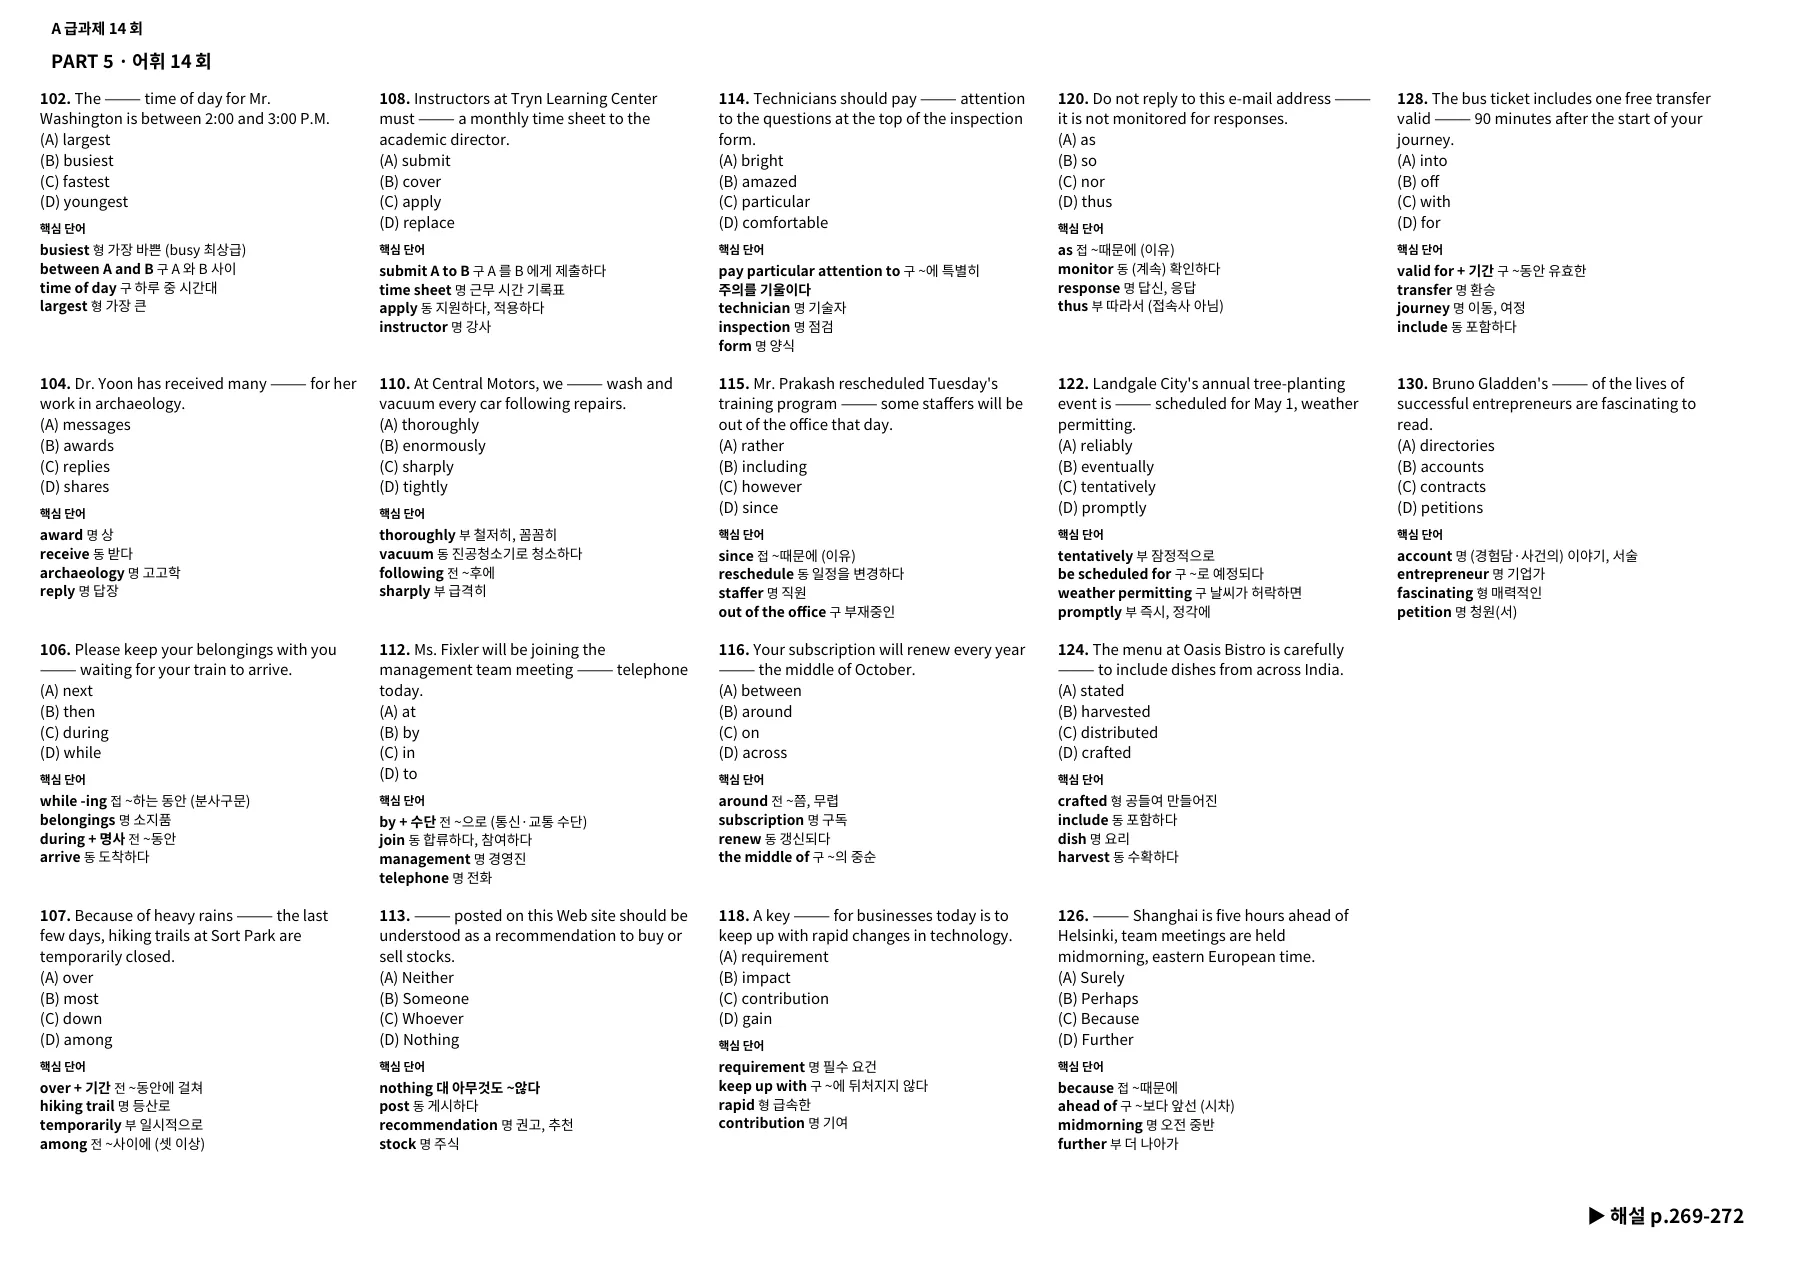 A 급과제 14 회
PART 5 · 어휘 14 회
102. The ——— time of day for Mr.
Washington is between 2:00 and 3:00 P.M.
(A) largest
(B) busiest
(C) fastest
(D) youngest
핵심 단어
busiest 형 가장 바쁜 (busy 최상급)
between A and B 구 A 와 B 사이
time of day 구 하루 중 시간대
largest 형 가장 큰
104. Dr. Yoon has received many ——— for her
work in archaeology.
(A) messages
(B) awards
(C) replies
(D) shares
핵심 단어
award 명 상
receive 동 받다
archaeology 명 고고학
reply 명 답장
106. Please keep your belongings with you
——— waiting for your train to arrive.
(A) next
(B) then
(C) during
(D) while
핵심 단어
while -ing 접 ~하는 동안 (분사구문)
belongings 명 소지품
during + 명사 전 ~동안
arrive 동 도착하다
107. Because of heavy rains ——— the last
few days, hiking trails at Sort Park are
temporarily closed.
(A) over
(B) most
(C) down
(D) among
핵심 단어
over + 기간 전 ~동안에 걸쳐
hiking trail 명 등산로
temporarily 부 일시적으로
among 전 ~사이에 (셋 이상)
108. Instructors at Tryn Learning Center
must ——— a monthly time sheet to the
academic director.
(A) submit
(B) cover
(C) apply
(D) replace
핵심 단어
submit A to B 구 A 를 B 에게 제출하다
time sheet 명 근무 시간 기록표
apply 동 지원하다, 적용하다
instructor 명 강사
110. At Central Motors, we ——— wash and
vacuum every car following repairs.
(A) thoroughly
(B) enormously
(C) sharply
(D) tightly
핵심 단어
thoroughly 부 철저히, 꼼꼼히
vacuum 동 진공청소기로 청소하다
following 전 ~후에
sharply 부 급격히
112. Ms. Fixler will be joining the
management team meeting ——— telephone
today.
(A) at
(B) by
(C) in
(D) to
핵심 단어
by + 수단 전 ~으로 (통신·교통 수단)
join 동 합류하다, 참여하다
management 명 경영진
telephone 명 전화
113. ——— posted on this Web site should be
understood as a recommendation to buy or
sell stocks.
(A) Neither
(B) Someone
(C) Whoever
(D) Nothing
핵심 단어
nothing 대 아무것도 ~않다
post 동 게시하다
recommendation 명 권고, 추천
stock 명 주식
114. Technicians should pay ——— attention
to the questions at the top of the inspection
form.
(A) bright
(B) amazed
(C) particular
(D) comfortable
핵심 단어
pay particular attention to 구 ~에 특별히
주의를 기울이다
technician 명 기술자
inspection 명 점검
form 명 양식
115. Mr. Prakash rescheduled Tuesday's
training program ——— some staffers will be
out of the office that day.
(A) rather
(B) including
(C) however
(D) since
핵심 단어
since 접 ~때문에 (이유)
reschedule 동 일정을 변경하다
staffer 명 직원
out of the office 구 부재중인
116. Your subscription will renew every year
——— the middle of October.
(A) between
(B) around
(C) on
(D) across
핵심 단어
around 전 ~쯤, 무렵
subscription 명 구독
renew 동 갱신되다
the middle of 구 ~의 중순
118. A key ——— for businesses today is to
keep up with rapid changes in technology.
(A) requirement
(B) impact
(C) contribution
(D) gain
핵심 단어
requirement 명 필수 요건
keep up with 구 ~에 뒤처지지 않다
rapid 형 급속한
contribution 명 기여
120. Do not reply to this e-mail address ———
it is not monitored for responses.
(A) as
(B) so
(C) nor
(D) thus
핵심 단어
as 접 ~때문에 (이유)
monitor 동 (계속) 확인하다
response 명 답신, 응답
thus 부 따라서 (접속사 아님)
122. Landgale City's annual tree-planting
event is ——— scheduled for May 1, weather
permitting.
(A) reliably
(B) eventually
(C) tentatively
(D) promptly
핵심 단어
tentatively 부 잠정적으로
be scheduled for 구 ~로 예정되다
weather permitting 구 날씨가 허락하면
promptly 부 즉시, 정각에
124. The menu at Oasis Bistro is carefully
——— to include dishes from across India.
(A) stated
(B) harvested
(C) distributed
(D) crafted
핵심 단어
crafted 형 공들여 만들어진
include 동 포함하다
dish 명 요리
harvest 동 수확하다
126. ——— Shanghai is five hours ahead of
Helsinki, team meetings are held
midmorning, eastern European time.
(A) Surely
(B) Perhaps
(C) Because
(D) Further
핵심 단어
because 접 ~때문에
ahead of 구 ~보다 앞선 (시차)
midmorning 명 오전 중반
further 부 더 나아가
128. The bus ticket includes one free transfer
valid ——— 90 minutes after the start of your
journey.
(A) into
(B) off
(C) with
(D) for
핵심 단어
valid for + 기간 구 ~동안 유효한
transfer 명 환승
journey 명 이동, 여정
include 동 포함하다
130. Bruno Gladden's ——— of the lives of
successful entrepreneurs are fascinating to
read.
(A) directories
(B) accounts
(C) contracts
(D) petitions
핵심 단어
account 명 (경험담·사건의) 이야기, 서술
entrepreneur 명 기업가
fascinating 형 매력적인
petition 명 청원(서)
▶ 해설 p.269-272